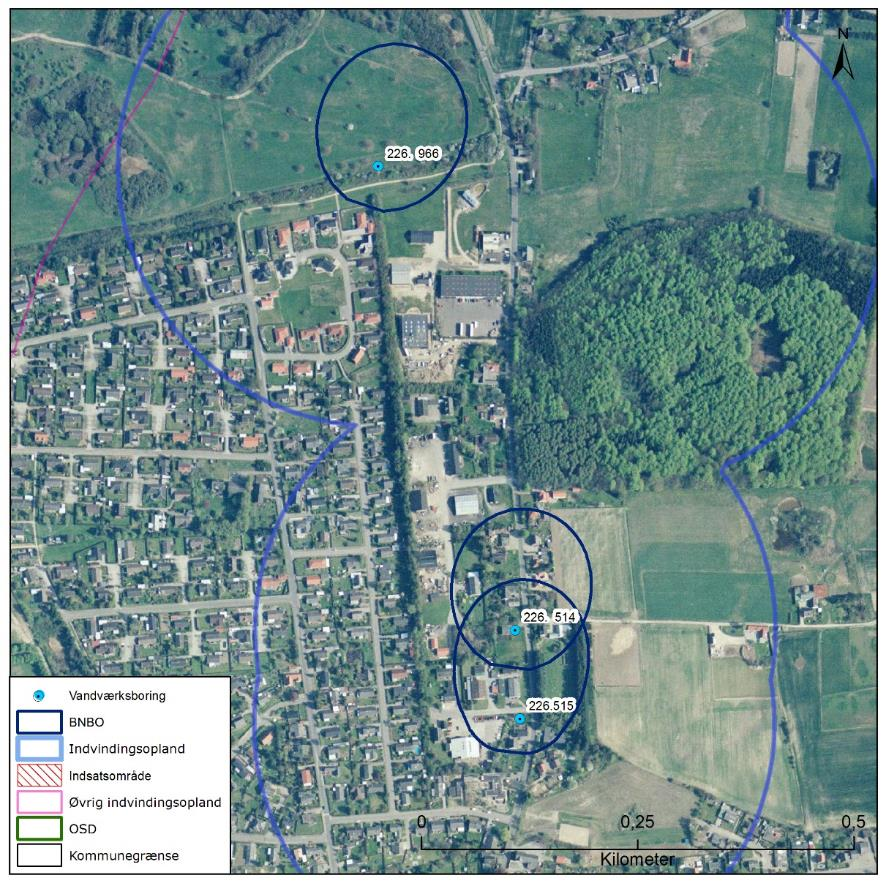 N
226. 966
226. 514
226.515
Vandværksboring
BNBO
Indvindingsopland
Indsatsområde
Øvrig indvindingsopland
OSD
Kommunegrænse
0 0,25 0,5
Kilometer